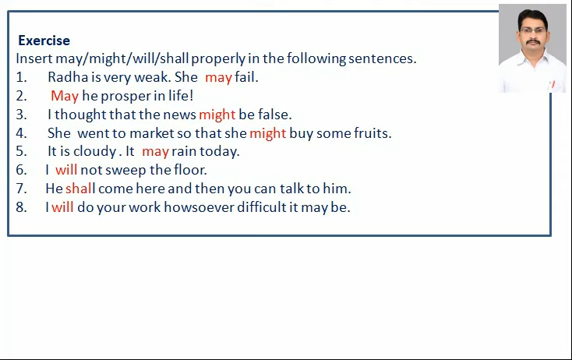 Exercise
Insert may/might/will/shall properly in the following sentences.
1. Radha is very weak. She may fail.
2. May he prosper in life!
3. I thought that the news might be false.
4. She went to market so that she might buy some fruits.
5. It is cloudy . It may rain today.
6. I will not sweep the floor.
7. He shall come here and then you can talk to him.
8. I will do your work howsoever difficult it may be.